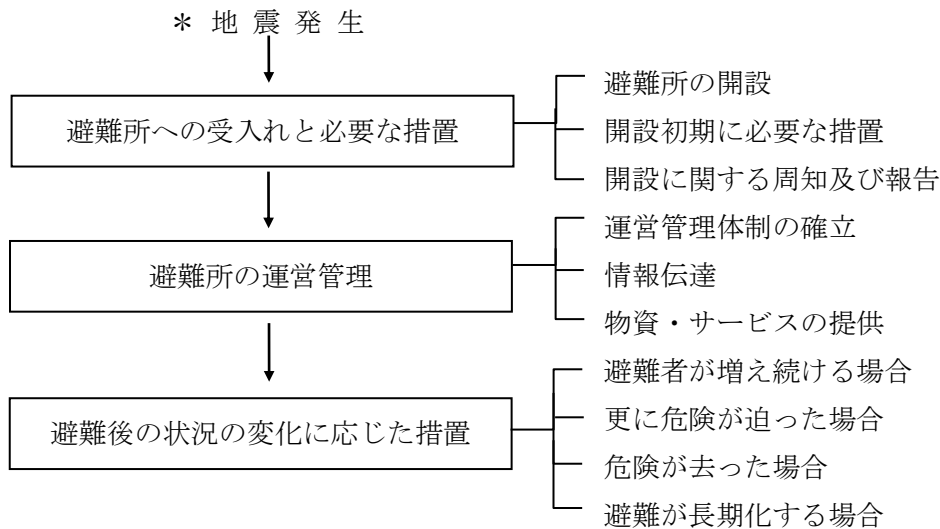 ＊ 地 震 発 生
避難所への受入れと必要な措置
避難所の開設
開設初期に必要な措置
開設に関する周知及び報告
避難所の運営管理
運営管理体制の確立
情報伝達
物資・サービスの提供
避難後の状況の変化に応じた措置
避難者が増え続ける場合
更に危険が迫った場合
危険が去った場合
避難が長期化する場合